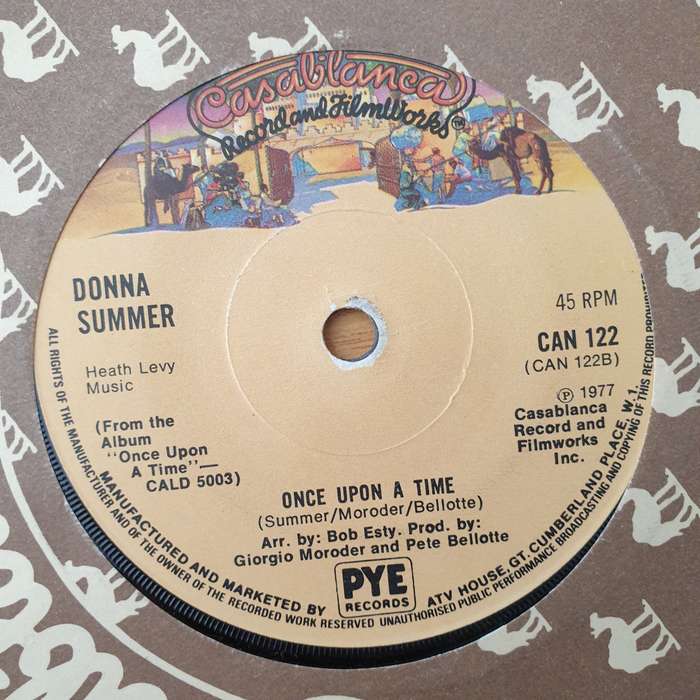 Casablanca
Record and FilmWorks
DONNA
SUMMER
45 RPM
CAN 122
(CAN 122B)
Heath Levy
Music
℗ 1977
Casablanca
Record and
Filmworks
Inc.
(From the
Album
"Once Upon
A Time"—
CALD 5003)
ONCE UPON A TIME
(Summer/Moroder/Bellotte)
Arr. by: Bob Esty. Prod. by:
Giorgio Moroder and Pete Bellotte
PYE
RECORDS
MANUFACTURED AND MARKETED BY
ATV HOUSE, GT. CUMBERLAND PLACE, W.1.
ALL RIGHTS OF THE MANUFACTURER AND OF THE OWNER OF THE RECORDED WORK RESERVED UNAUTHORISED PUBLIC PERFORMANCE BROADCASTING AND COPYING OF THIS RECORD PROHIBITED